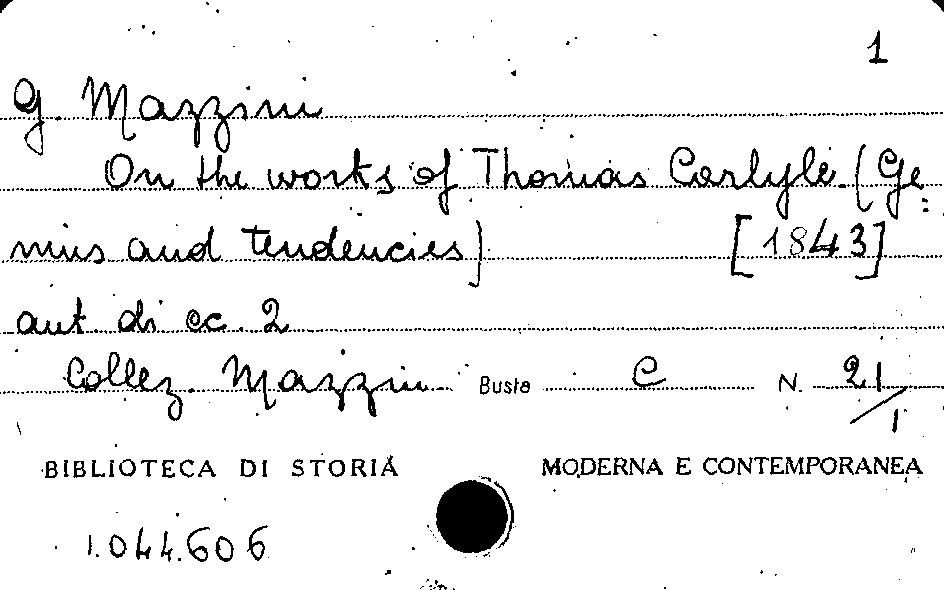 1
G. Mazzini
On the works of Thomas Carlyle (Ge=
nius and tendencies) [1843]
aut. di cc. 2
Collez. Mazzini Busta C N. 21/1
BIBLIOTECA DI STORIA MODERNA E CONTEMPORANEA
1.044.606